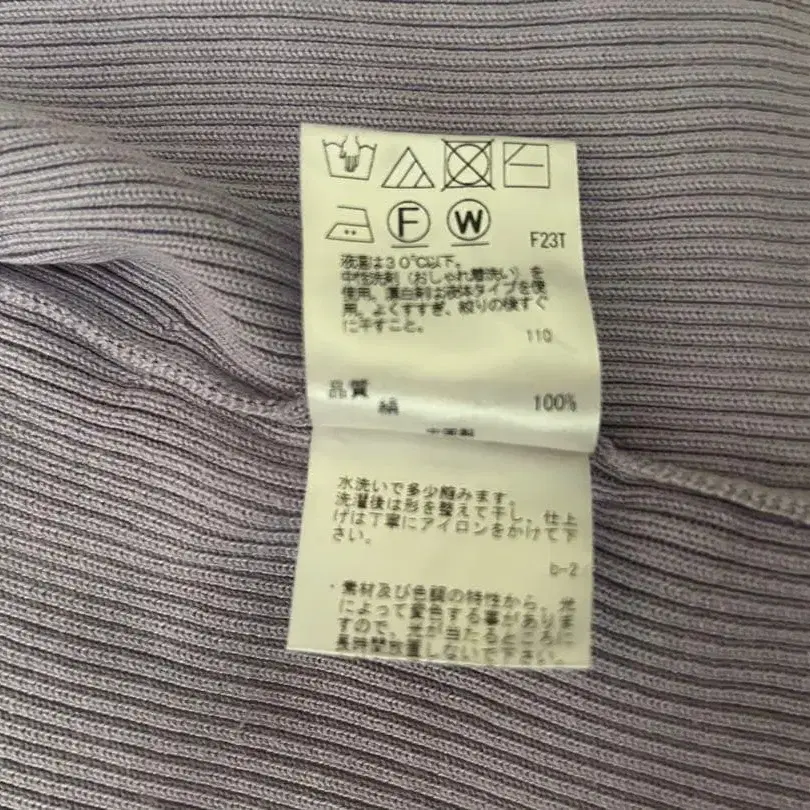 F
W
F23T
液温は30℃以下。
中性洗剤（おしゃれ着洗い）を
使用、漂白剤は液体タイプを使
用。よくすすぎ、絞りの後すぐ
に干すこと。
110
品質
絹 100%
水洗いで多少縮みます。
洗濯後は形を整えて干し、仕上
げは丁寧にアイロンをかけて下
さい。
b-2
・素材及び色調の特性から、光
によって変色する事がありま
すので、光が当たるところに
長時間放置しないで下さい。